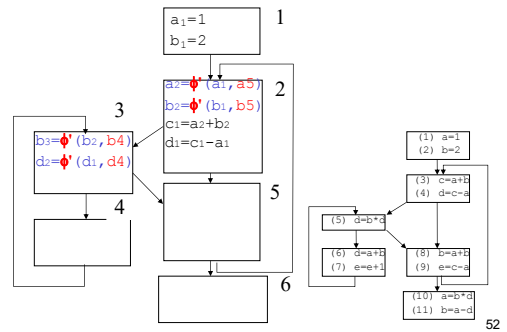 1
a1=1
b1=2
2
a2=ϕ'(a1,a5)
b2=ϕ'(b1,b5)
c1=a2+b2
d1=c1-a1
3
b3=ϕ'(b2,b4)
d2=ϕ'(d1,d4)
4
5
6
(1) a=1
(2) b=2
(3) c=a+b
(4) d=c-a
(5) d=b*d
(6) d=a+b
(7) e=e+1
(8) b=a+b
(9) e=c-a
(10) a=b*d
(11) b=a-d
52